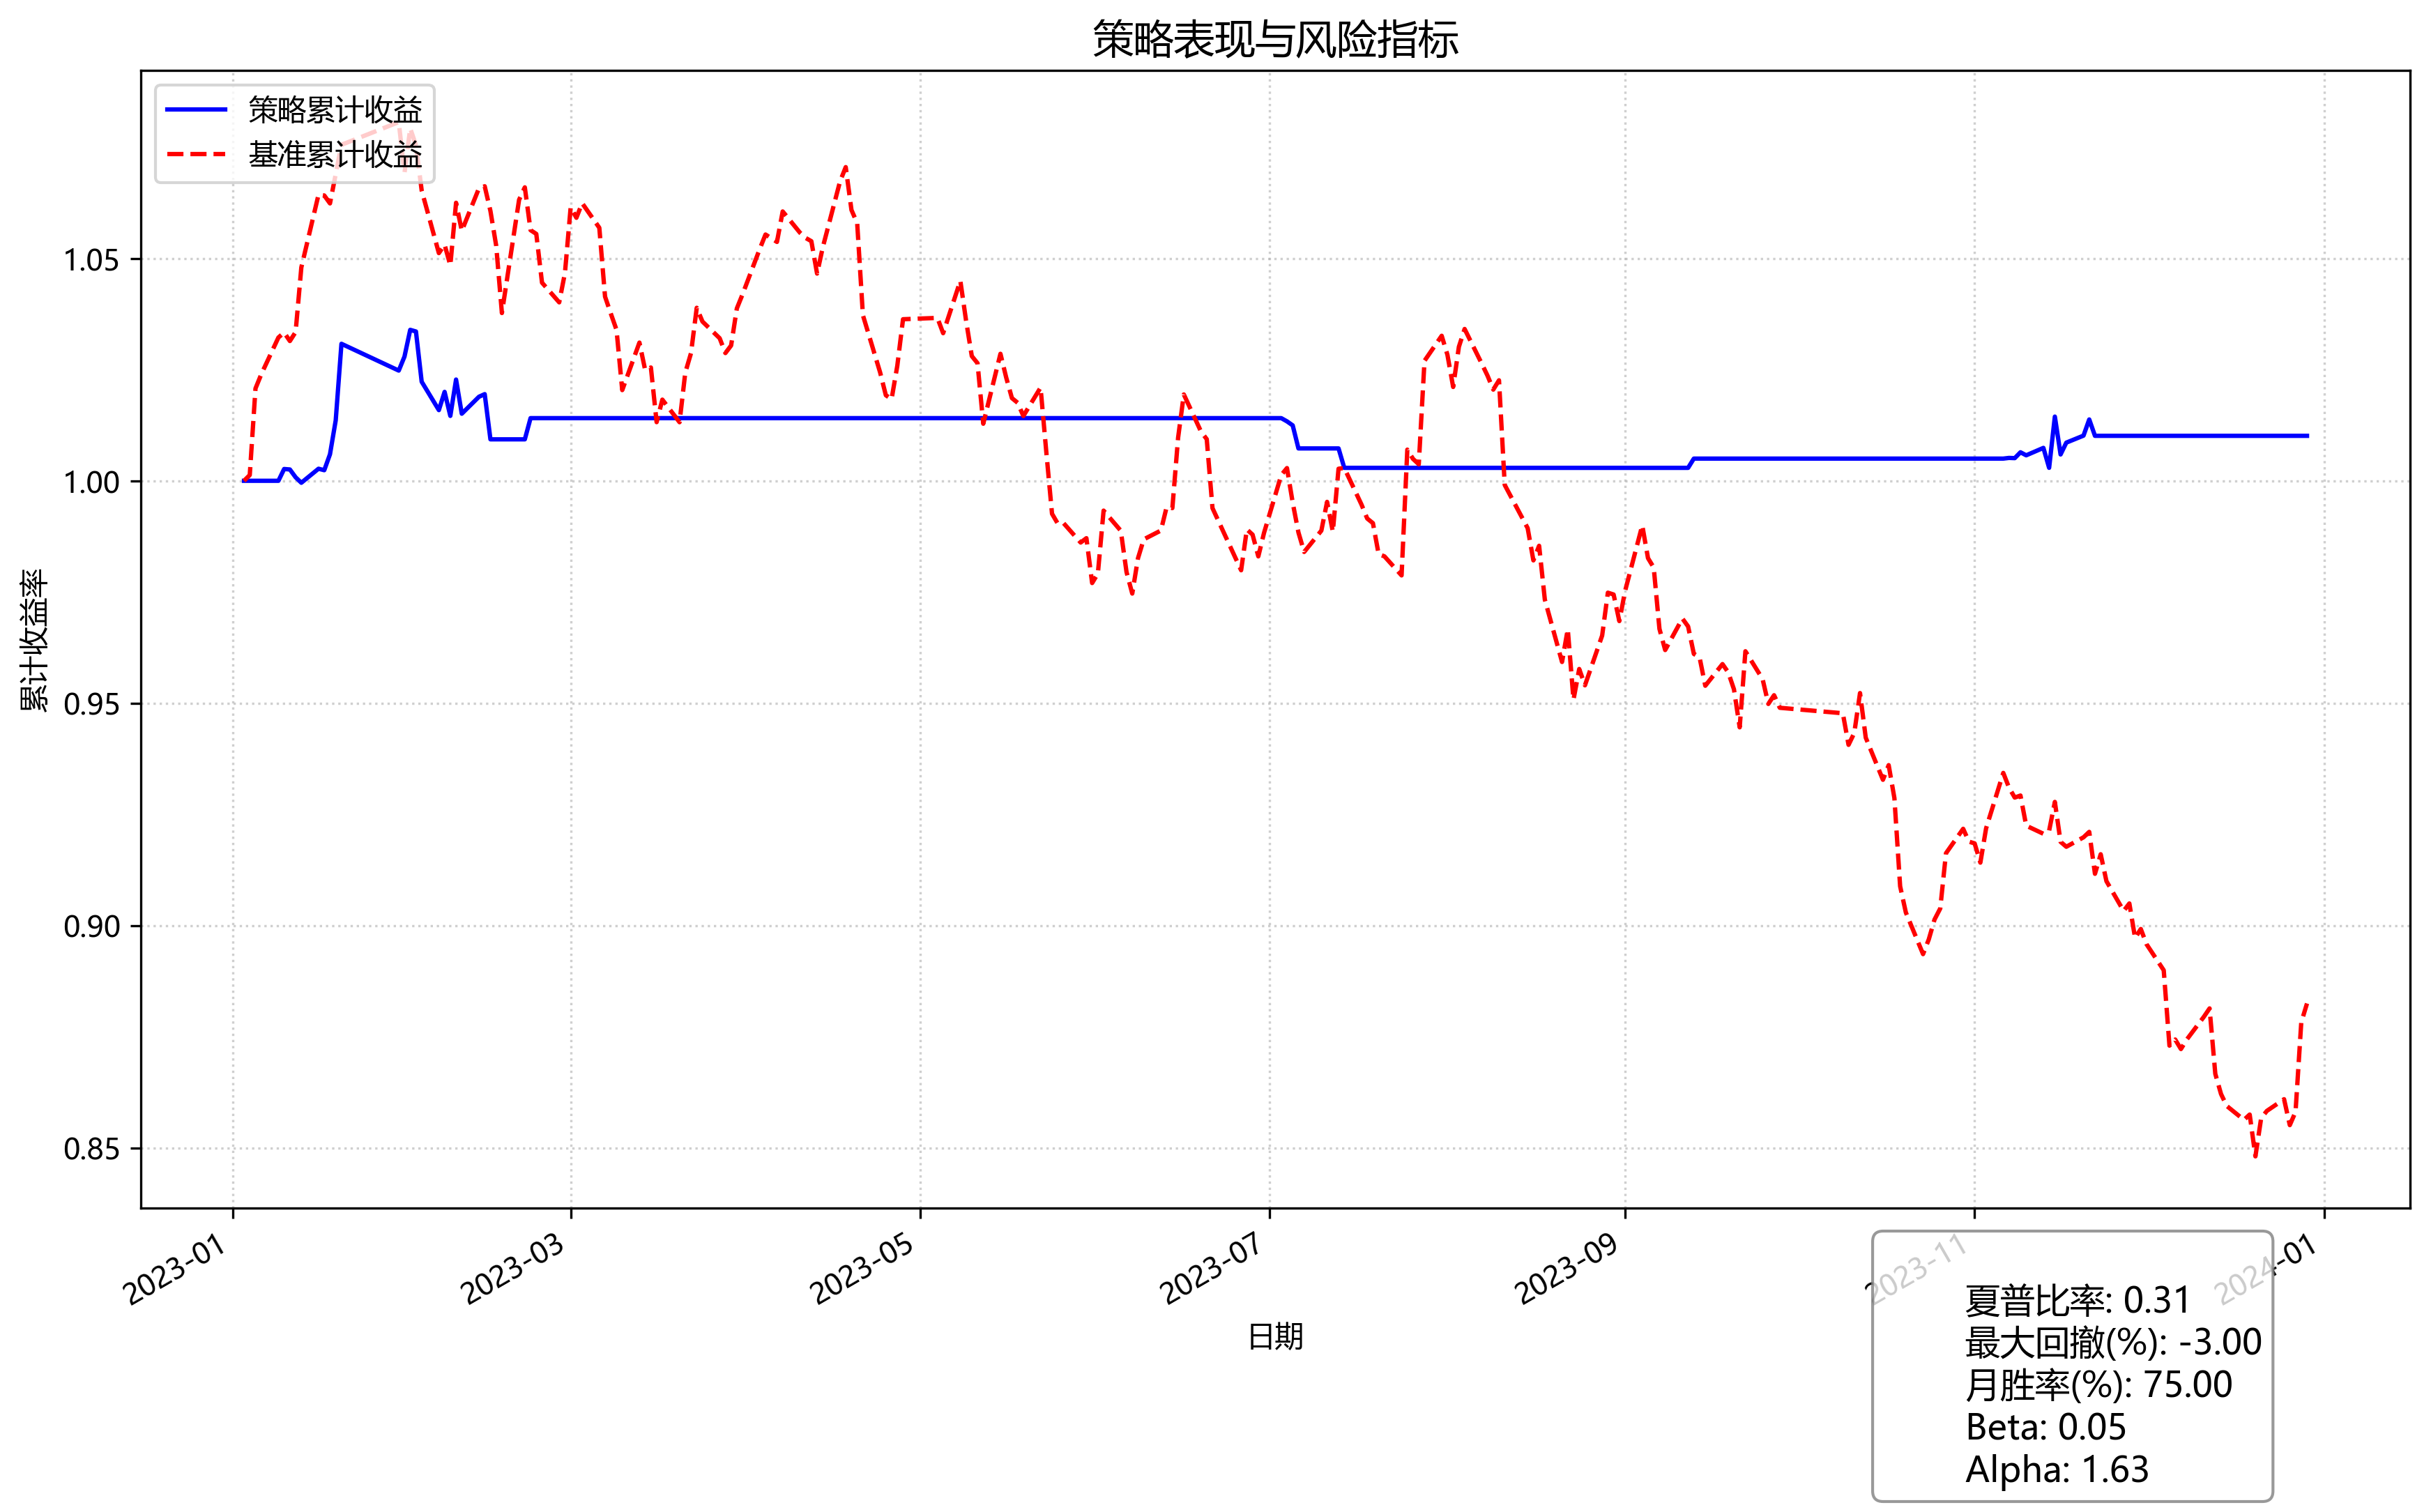 策略表现与风险指标
策略累计收益
基准累计收益
累计收益率
1.05
1.00
0.95
0.90
0.85
2023-01
2023-03
2023-05
2023-07
2023-09
2023-11
2024-01
日期
夏普比率: 0.31
最大回撤(%): -3.00
月胜率(%): 75.00
Beta: 0.05
Alpha: 1.63